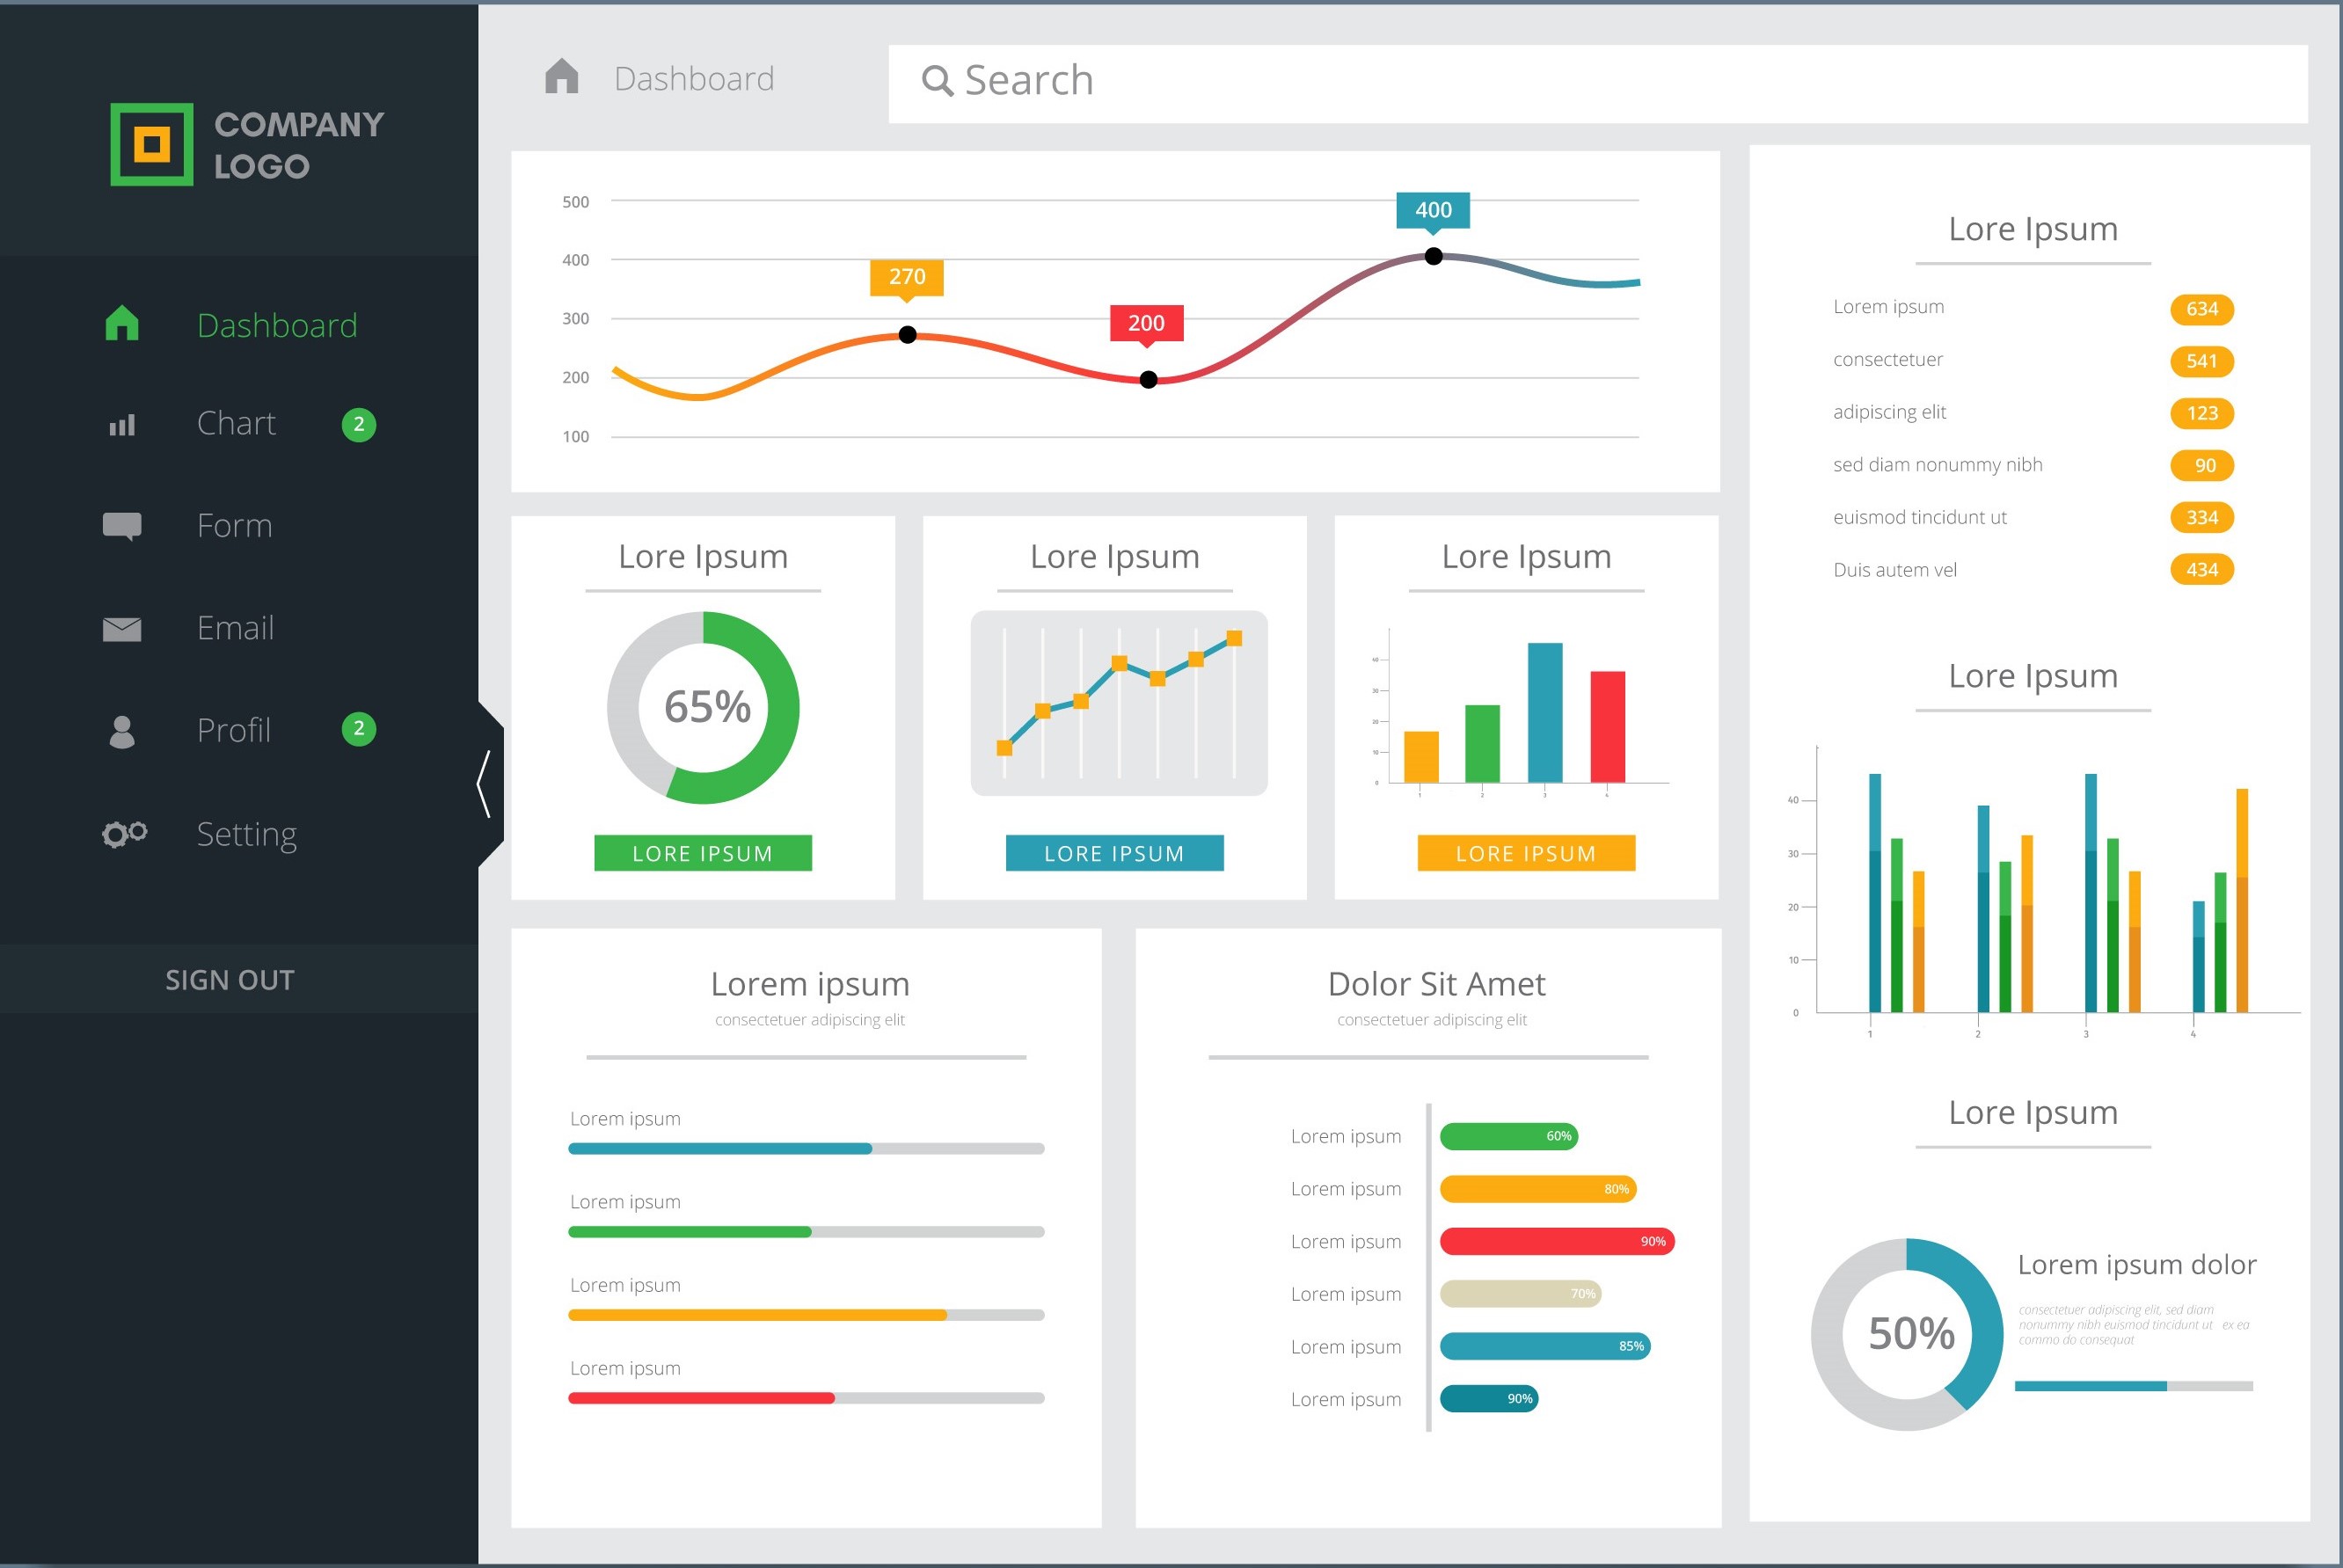 COMPANY
LOGO
Dashboard
Chart 2
Form
Email
Profil 2
Setting
SIGN OUT
Dashboard
Search
500
400
300
200
100
270
200
400
Lore Ipsum
65%
LORE IPSUM
Lore Ipsum
LORE IPSUM
Lore Ipsum
40
30
20
10
0
1 2 3 4
LORE IPSUM
Lorem ipsum
consectetuer adipiscing elit
Lorem ipsum
Lorem ipsum
Lorem ipsum
Lorem ipsum
Dolor Sit Amet
consectetuer adipiscing elit
Lorem ipsum 60%
Lorem ipsum 80%
Lorem ipsum 90%
Lorem ipsum 70%
Lorem ipsum 85%
Lorem ipsum 90%
Lore Ipsum
Lorem ipsum 634
consectetuer 541
adipiscing elit 123
sed diam nonummy nibh 90
euismod tincidunt ut 334
Duis autem vel 434
Lore Ipsum
40
30
20
10
0
1 2 3 4
Lore Ipsum
50%
Lorem ipsum dolor
consectetuer adipiscing elit, sed diam
nonummy nibh euismod tincidunt ut ex ea
commo do consequat